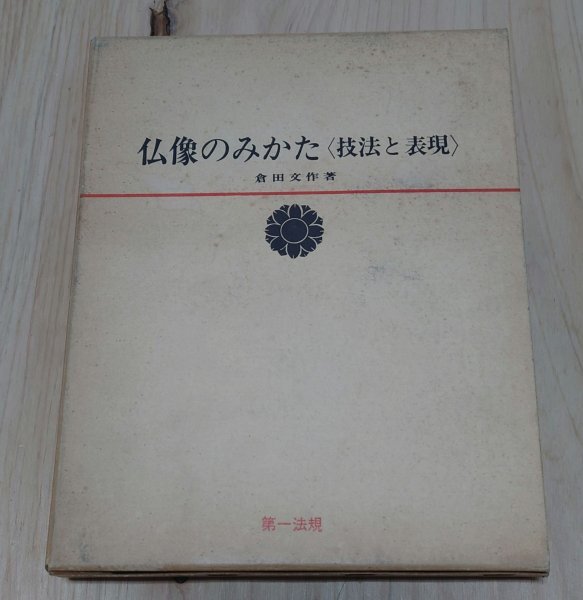 仏像のみかた〈技法と表現〉
倉田文作著
第一法規